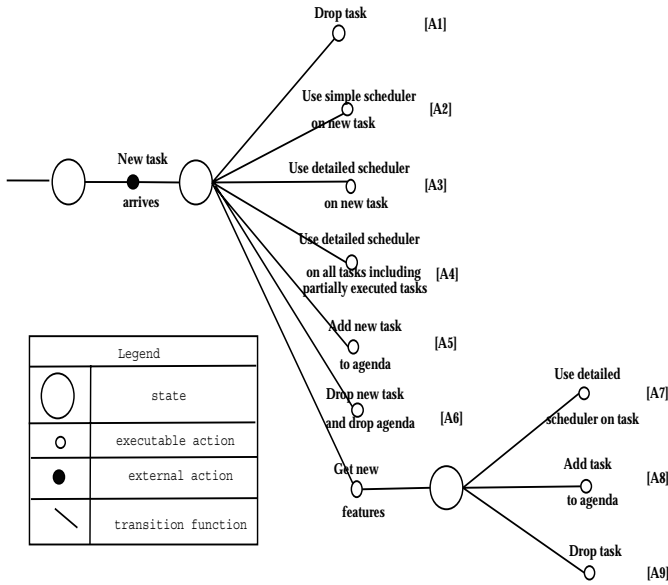 Drop task [A1]
Use simple scheduler
on new task [A2]
New task
arrives
Use detailed scheduler
on new task [A3]
Use detailed scheduler
on all tasks including
partially executed tasks [A4]
Add new task
to agenda [A5]
Drop new task
and drop agenda [A6]
Get new
features
Use detailed
scheduler on task [A7]
Add task
to agenda [A8]
Drop task [A9]
Legend
state
executable action
external action
transition function